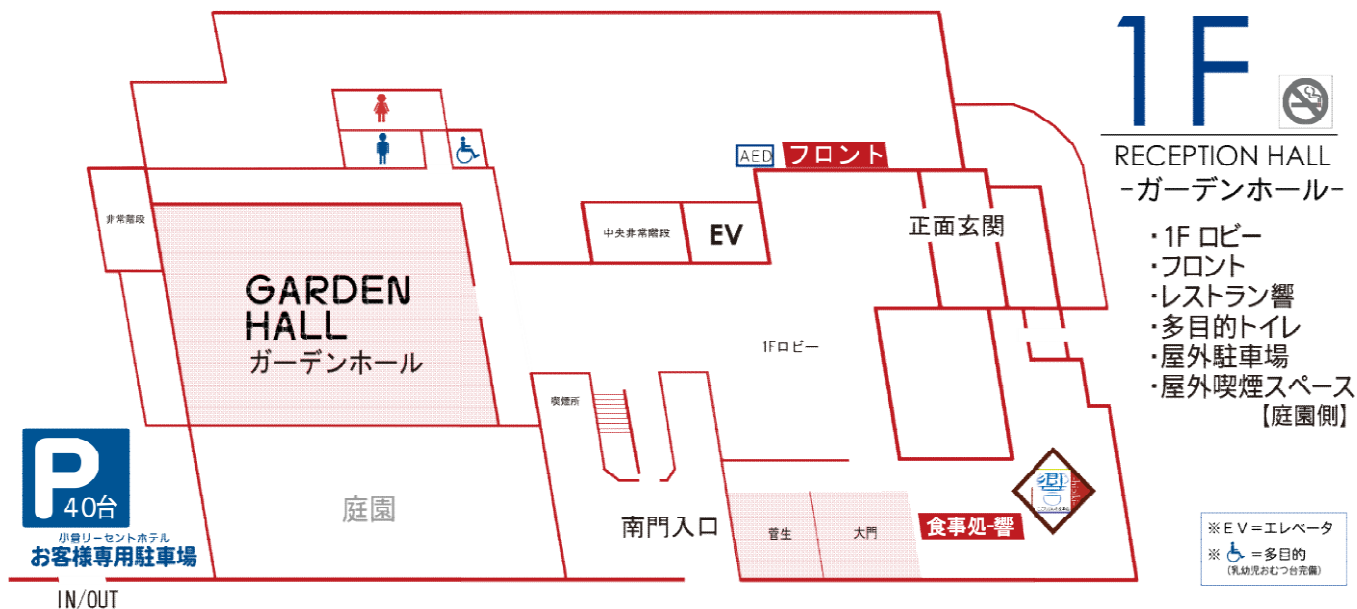 1F
RECEPTION HALL
-ガーデンホール-
・1F ロビー
・フロント
・レストラン響
・多目的トイレ
・屋外駐車場
・屋外喫煙スペース
【庭園側】
AED
フロント
非常階段
中央非常階段
EV
正面玄関
GARDEN
HALL
ガーデンホール
1Fロビー
喫煙所
P
40台
小倉リーセントホテル
お客様専用駐車場
庭園
南門入口
菅生
大門
食事処-響
響
※EV=エレベータ
※ =多目的
(乳幼児おむつ台完備)
IN/OUT